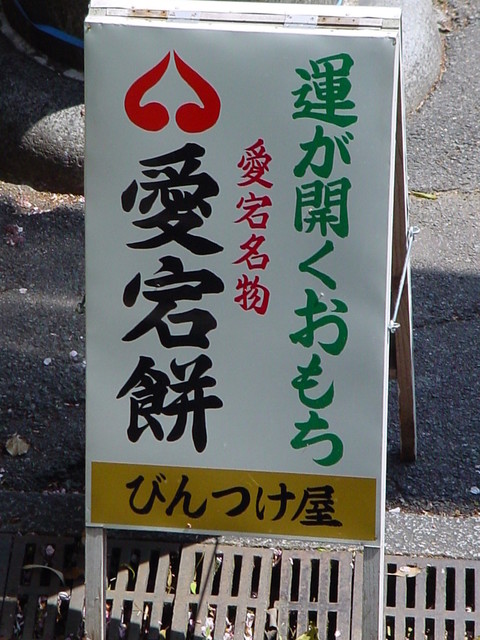 運が開くおもち
愛宕名物
愛宕餅
びんつけ屋